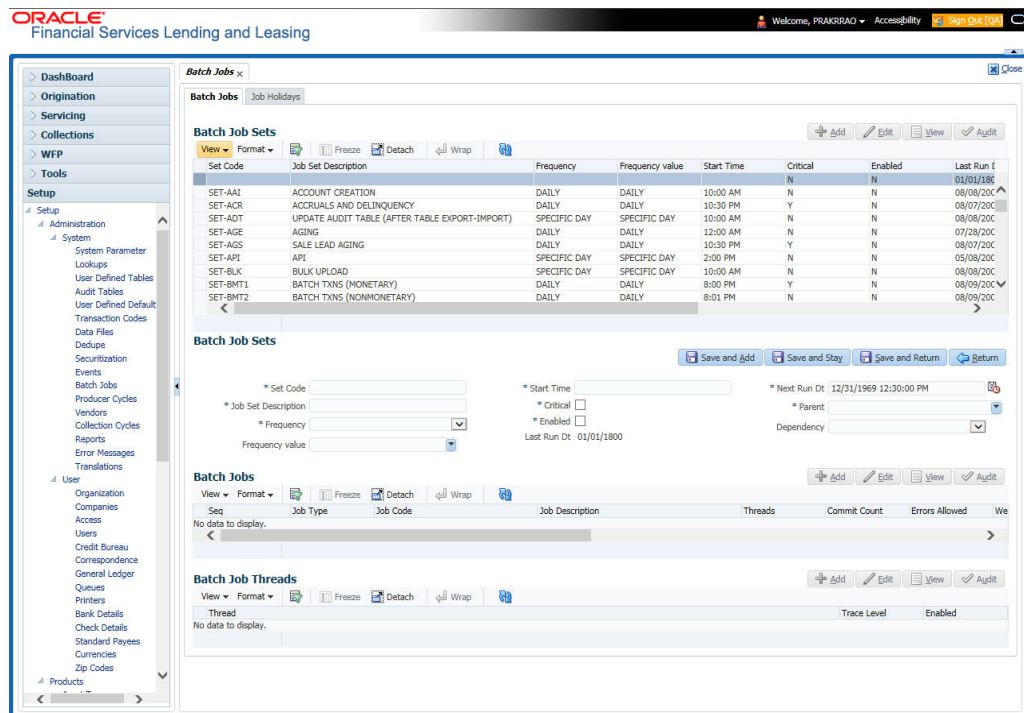 ORACLE'
Financial Services Lending and Leasing
Welcome, PRAKRRAO Accessibility Sign Out [QA]
DashBoard
Origination
Servicing
Collections
WFP
Tools
Setup
Setup
Administration
System
System Parameter
Lookups
User Defined Tables
Audit Tables
User Defined Default
Transaction Codes
Data Files
Dedupe
Securitization
Events
Batch Jobs
Producer Cycles
Vendors
Collection Cycles
Reports
Error Messages
Translations
User
Organization
Companies
Access
Users
Credit Bureau
Correspondence
General Ledger
Queues
Printers
Bank Details
Check Details
Standard Payees
Currencies
Zip Codes
Products
Batch Jobs Close
Batch Jobs Job Holidays
Batch Job Sets Add Edit View Audit
View Format Freeze Detach Wrap
Set Code Job Set Description Frequency Frequency value Start Time Critical Enabled Last Run D
N N 01/01/180
SET-AAI ACCOUNT CREATION DAILY DAILY 10:00 AM N N 08/08/200
SET-ACR ACCRUALS AND DELINQUENCY DAILY DAILY 10:30 PM Y N 08/07/200
SET-ADT UPDATE AUDIT TABLE (AFTER TABLE EXPORT-IMPORT) SPECIFIC DAY SPECIFIC DAY 10:00 AM N N 08/08/200
SET-AGE AGING DAILY DAILY 12:00 AM N N 07/28/200
SET-AGS SALE LEAD AGING DAILY DAILY 10:30 PM Y N 08/07/200
SET-API API SPECIFIC DAY SPECIFIC DAY 2:00 PM N N 05/08/200
SET-BLK BULK UPLOAD SPECIFIC DAY SPECIFIC DAY 10:00 AM N N 08/08/200
SET-BMT1 BATCH TXNS (MONETARY) DAILY DAILY 8:00 PM Y N 08/09/200
SET-BMT2 BATCH TXNS (NONMONETARY) DAILY DAILY 8:01 PM N N 08/09/200
Batch Job Sets
Save and Add Save and Stay Save and Return Return
* Set Code * Start Time * Next Run Dt 12/31/1969 12:30:00 PM
* Job Set Description * Critical * Parent
* Frequency * Enabled Dependency
Frequency value Last Run Dt 01/01/1800
Batch Jobs Add Edit View Audit
View Format Freeze Detach Wrap
Seq Job Type Job Code Job Description Threads Commit Count Errors Allowed We
No data to display.
Batch Job Threads Add Edit View Audit
View Format Freeze Detach Wrap
Thread Trace Level Enabled
No data to display.